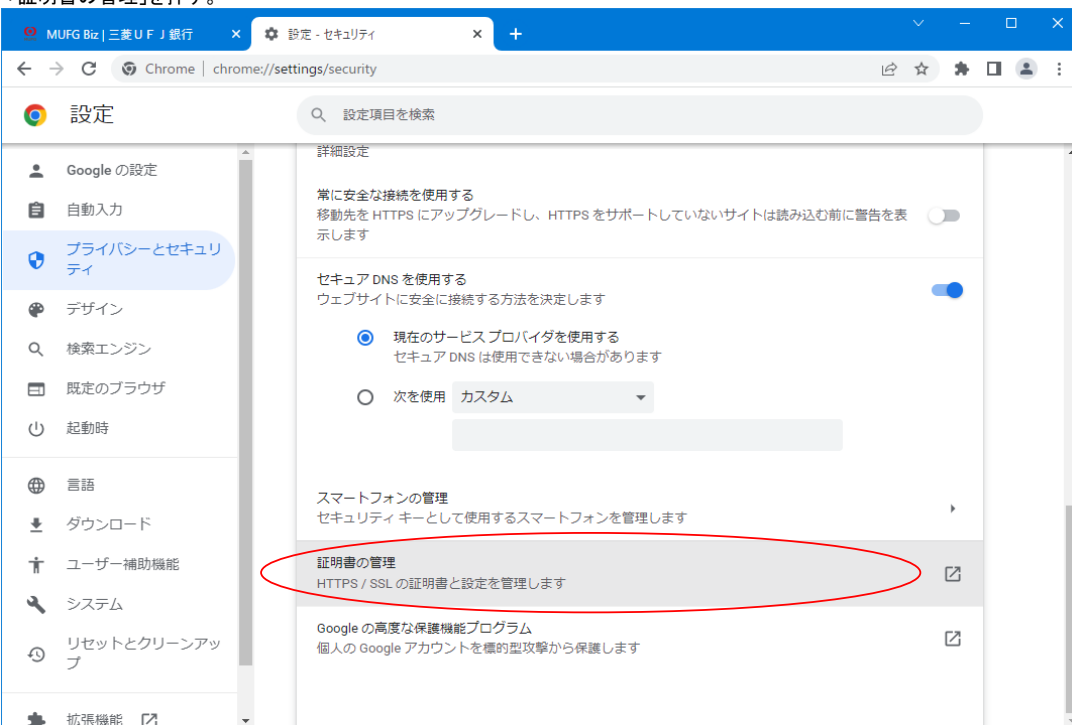 「証明書の管理」を押す。
MUFG Biz | 三菱ＵＦＪ銀行
設定 - セキュリティ
Chrome | chrome://settings/security
設定
設定項目を検索
Google の設定
自動入力
プライバシーとセキュリ
ティ
デザイン
検索エンジン
既定のブラウザ
起動時
言語
ダウンロード
ユーザー補助機能
システム
リセットとクリーンアッ
プ
拡張機能
詳細設定
常に安全な接続を使用する
移動先を HTTPS にアップグレードし、HTTPS をサポートしていないサイトは読み込む前に警告を表
示します
セキュア DNS を使用する
ウェブサイトに安全に接続する方法を決定します
現在のサービス プロバイダを使用する
セキュア DNS は使用できない場合があります
次を使用 カスタム
スマートフォンの管理
セキュリティ キーとして使用するスマートフォンを管理します
証明書の管理
HTTPS / SSL の証明書と設定を管理します
Google の高度な保護機能プログラム
個人の Google アカウントを標的型攻撃から保護します